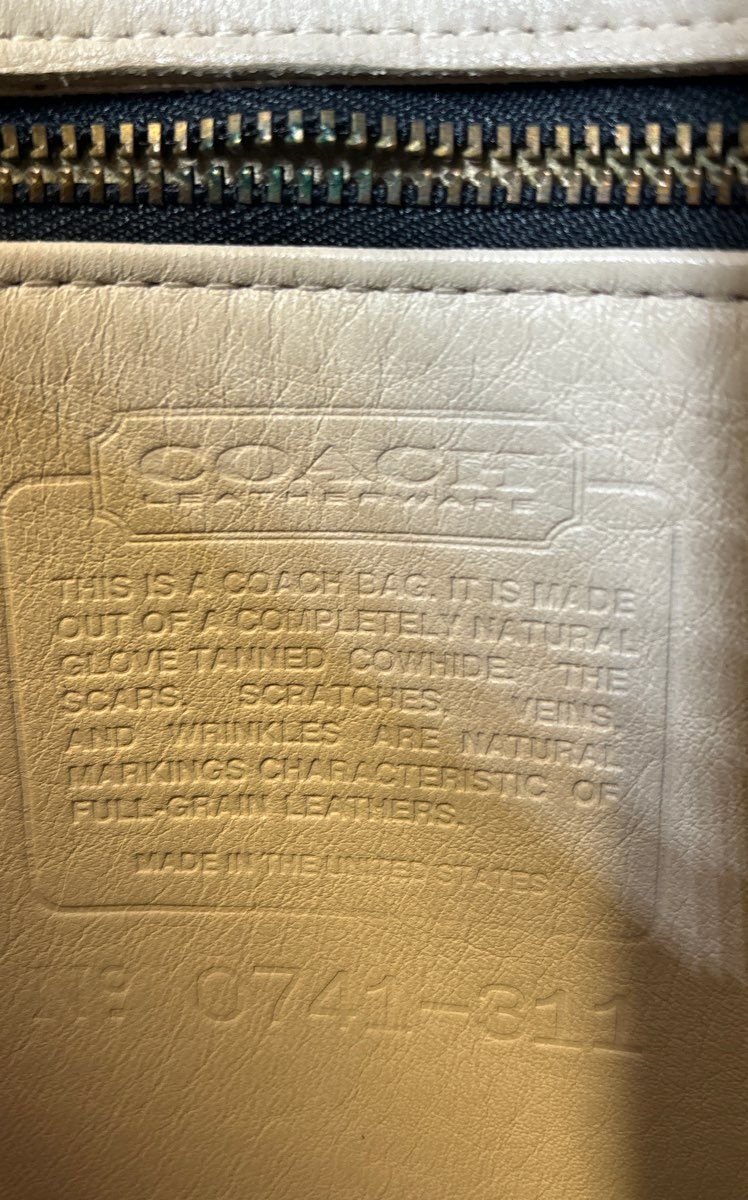 COACH
LEATHERWARE
THIS IS A COACH BAG. IT IS MADE
OUT OF A COMPLETELY NATURAL
GLOVE TANNED COWHIDE. THE
SCARS, SCRATCHES, VEINS,
AND WRINKLES ARE NATURAL
MARKINGS CHARACTERISTIC OF
FULL-GRAIN LEATHERS.
MADE IN THE UNITED STATES
Nº 0741-311